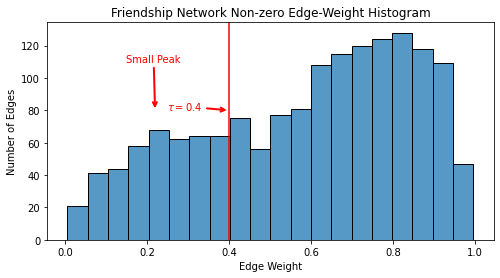 Friendship Network Non-zero Edge-Weight Histogram
Number of Edges
120
100
80
60
40
20
0
Small Peak
τ = 0.4
0.0 0.2 0.4 0.6 0.8 1.0
Edge Weight